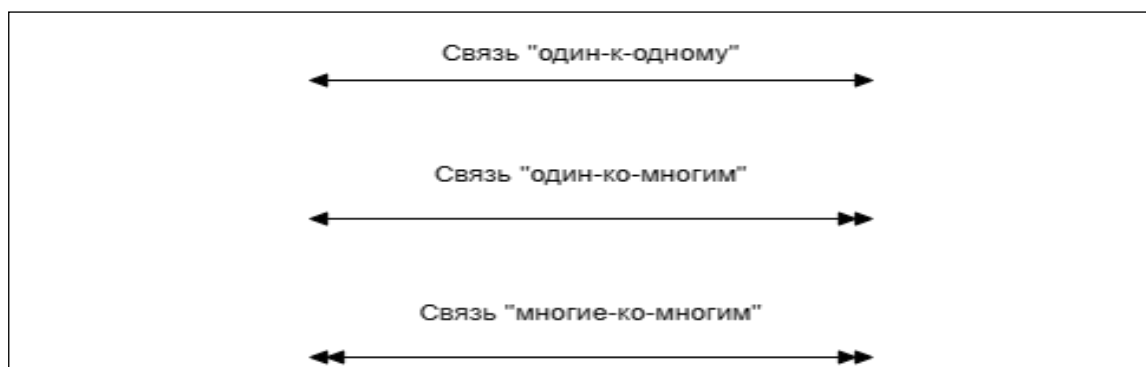 Связь "один-к-одному"
Связь "один-ко-многим"
Связь "многие-ко-многим"